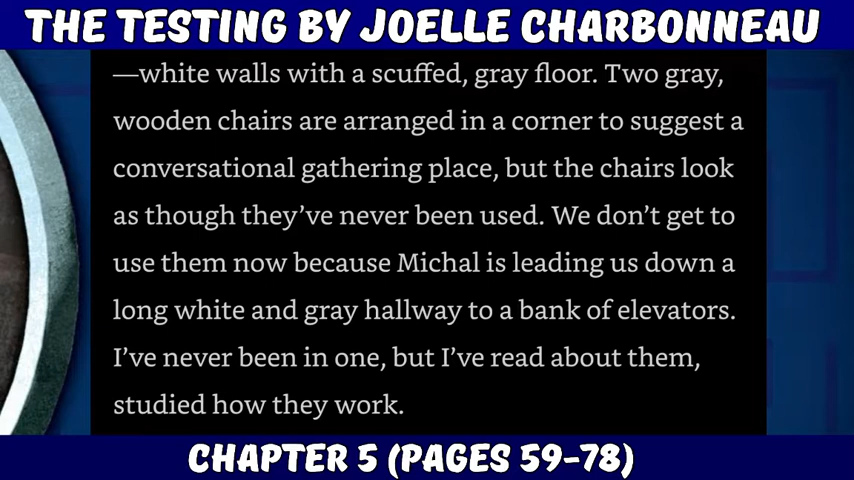 THE TESTING BY JOELLE CHARBONNEAU
—white walls with a scuffed, gray floor. Two gray,
wooden chairs are arranged in a corner to suggest a
conversational gathering place, but the chairs look
as though they’ve never been used. We don’t get to
use them now because Michal is leading us down a
long white and gray hallway to a bank of elevators.
I’ve never been in one, but I’ve read about them,
studied how they work.
CHAPTER 5 (PAGES 59-78)